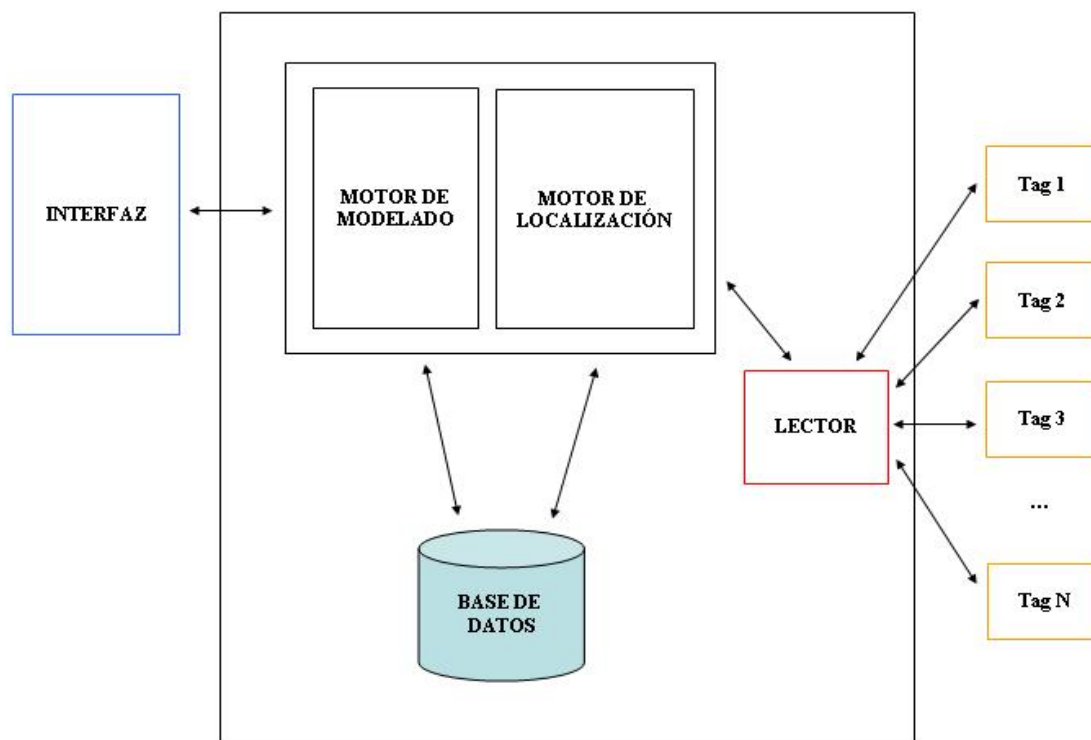 INTERFAZ
MOTOR DE
MODELADO
MOTOR DE
LOCALIZACIÓN
LECTOR
BASE DE
DATOS
Tag 1
Tag 2
Tag 3
...
Tag N